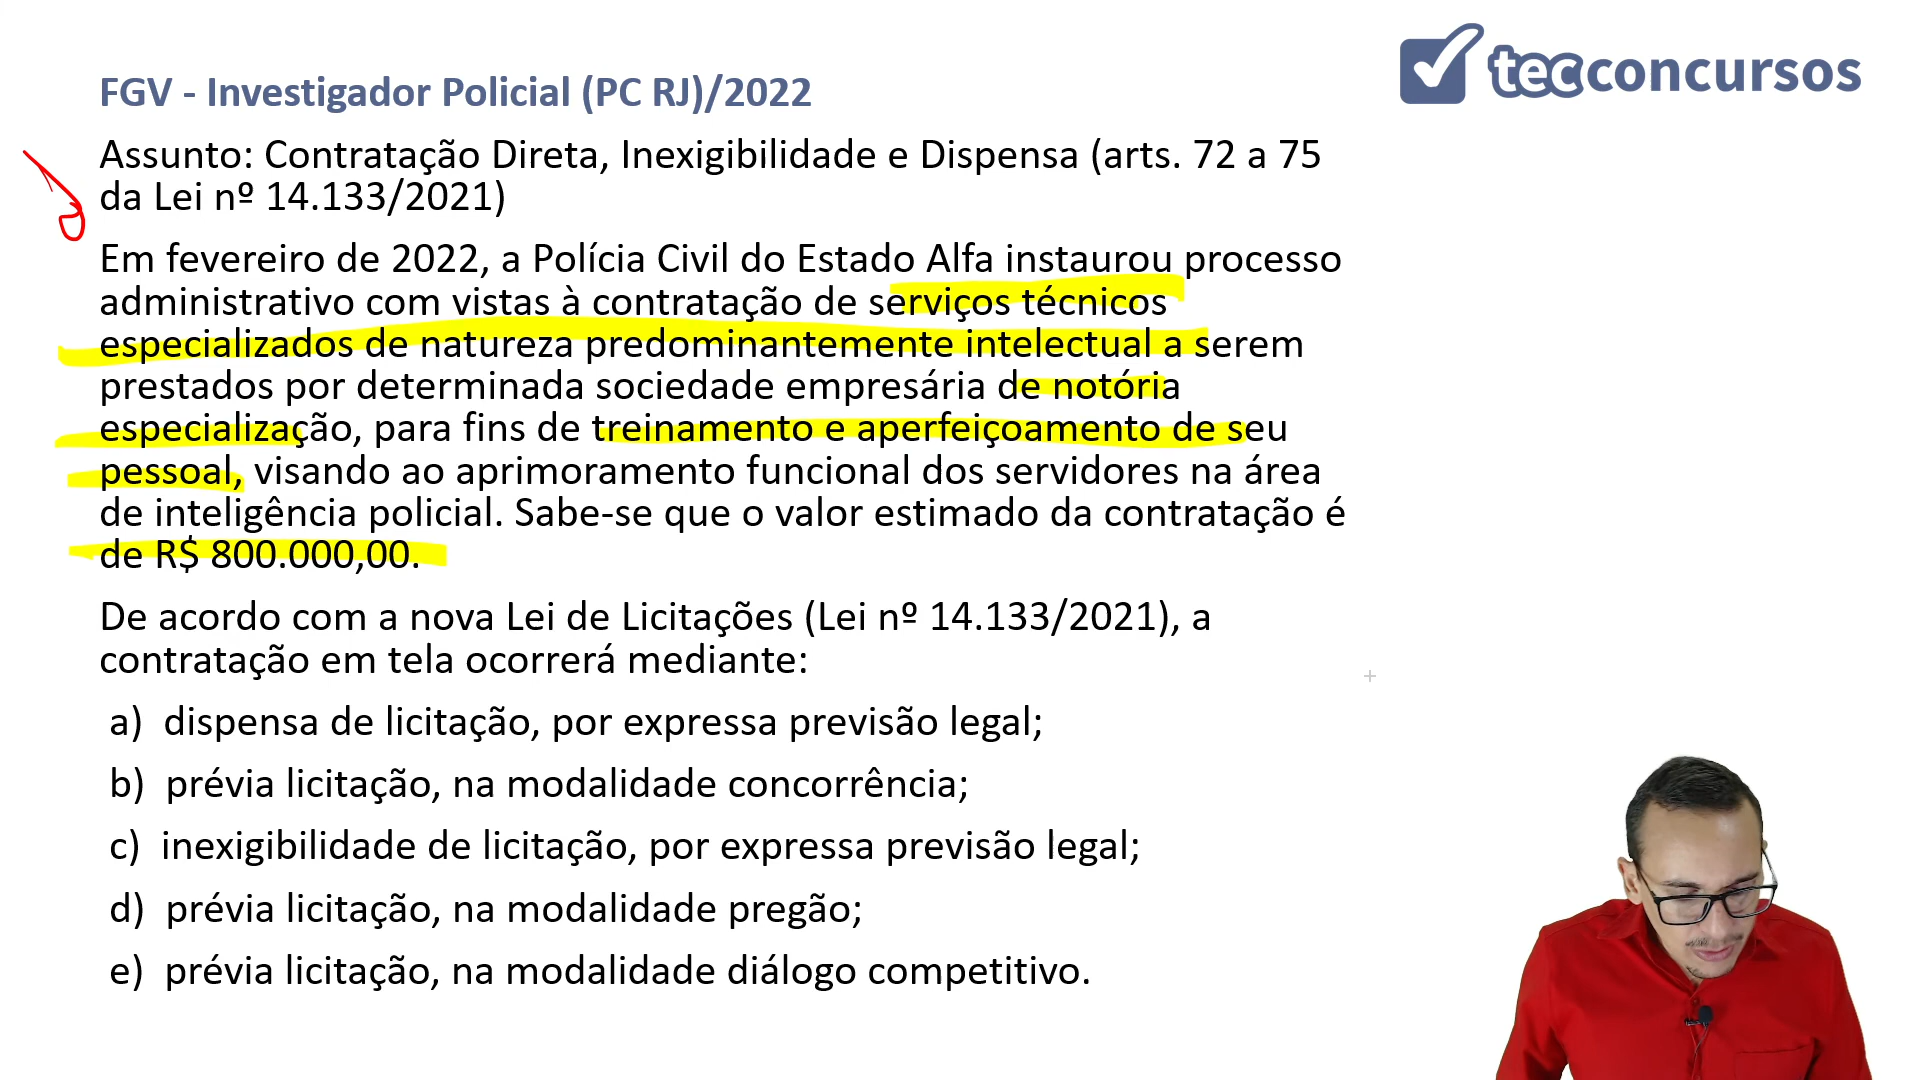 tecconcursos
FGV - Investigador Policial (PC RJ)/2022
Assunto: Contratação Direta, Inexigibilidade e Dispensa (arts. 72 a 75
da Lei nº 14.133/2021)
Em fevereiro de 2022, a Polícia Civil do Estado Alfa instaurou processo
administrativo com vistas à contratação de serviços técnicos
especializados de natureza predominantemente intelectual a serem
prestados por determinada sociedade empresária de notória
especialização, para fins de treinamento e aperfeiçoamento de seu
pessoal, visando ao aprimoramento funcional dos servidores na área
de inteligência policial. Sabe-se que o valor estimado da contratação é
de R$ 800.000,00.
De acordo com a nova Lei de Licitações (Lei nº 14.133/2021), a
contratação em tela ocorrerá mediante:
a) dispensa de licitação, por expressa previsão legal;
b) prévia licitação, na modalidade concorrência;
c) inexigibilidade de licitação, por expressa previsão legal;
d) prévia licitação, na modalidade pregão;
e) prévia licitação, na modalidade diálogo competitivo.